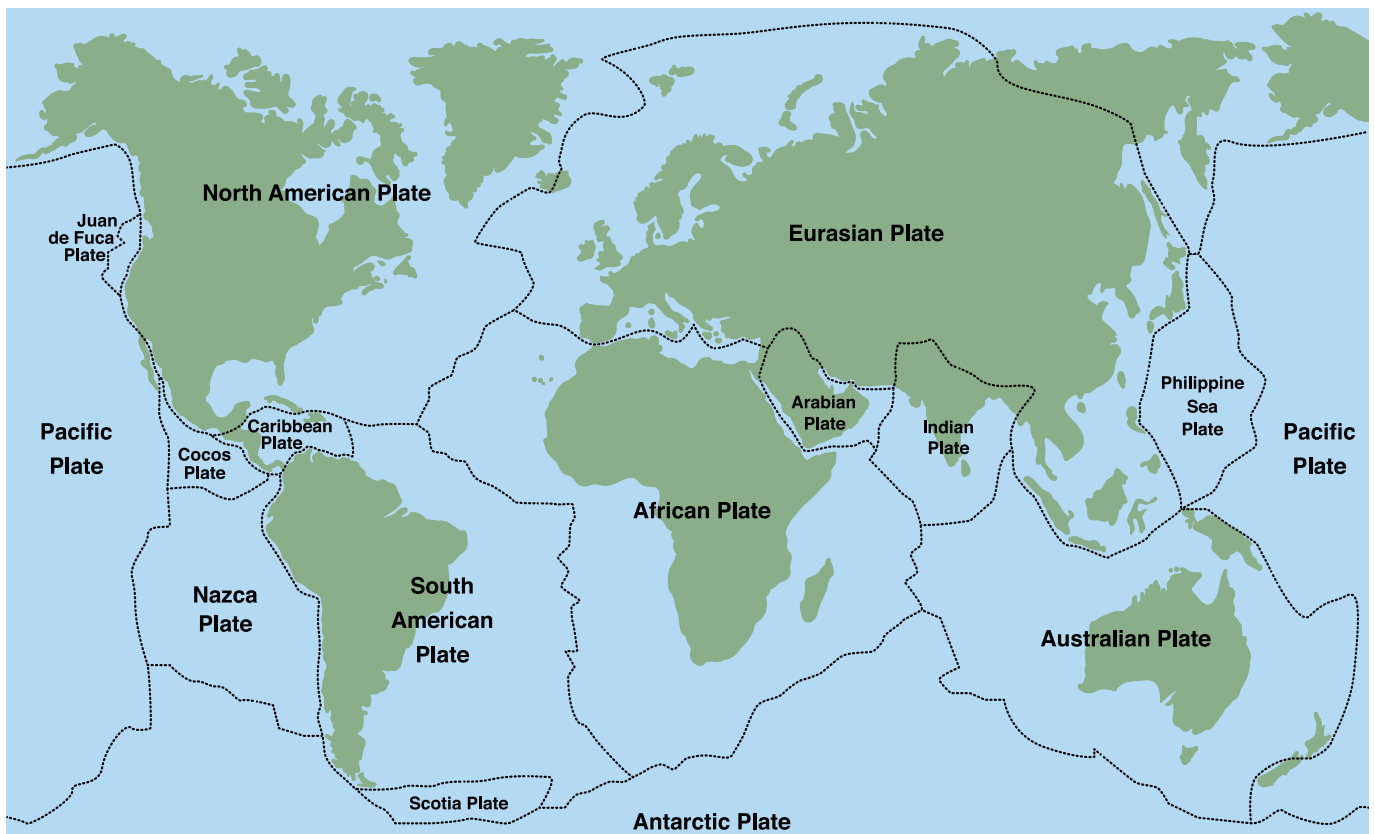 North American Plate
Juan
de Fuca
Plate
Eurasian Plate
Philippine
Sea
Plate
Arabian
Plate
Indian
Plate
Caribbean
Plate
Cocos
Plate
Pacific
Plate
Pacific
Plate
African Plate
Nazca
Plate
South
American
Plate
Australian Plate
Scotia Plate
Antarctic Plate